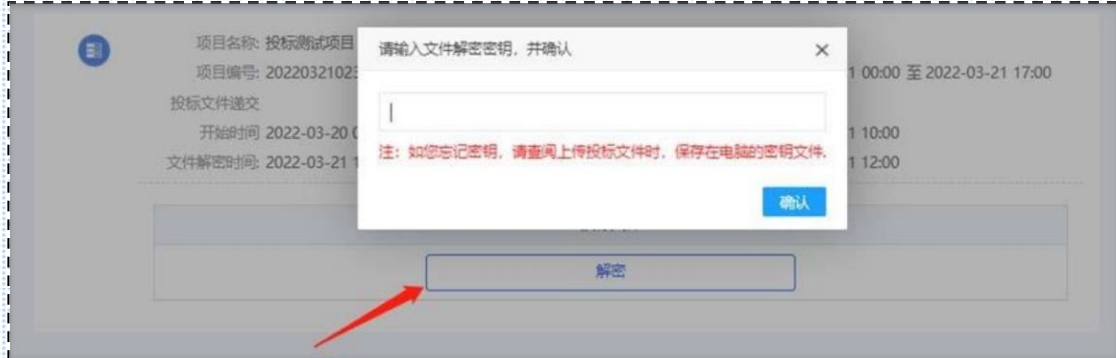 项目名称: 投标测试项目
项目编号: 20220321023
1 00:00 至 2022-03-21 17:00
投标文件递交
开始时间 2022-03-20 0
1 10:00
文件解密时间: 2022-03-21 1
1 12:00
请输入文件解密密钥，并确认
注：如您忘记密钥，请查阅上传投标文件时，保存在电脑的密钥文件.
确认
解密